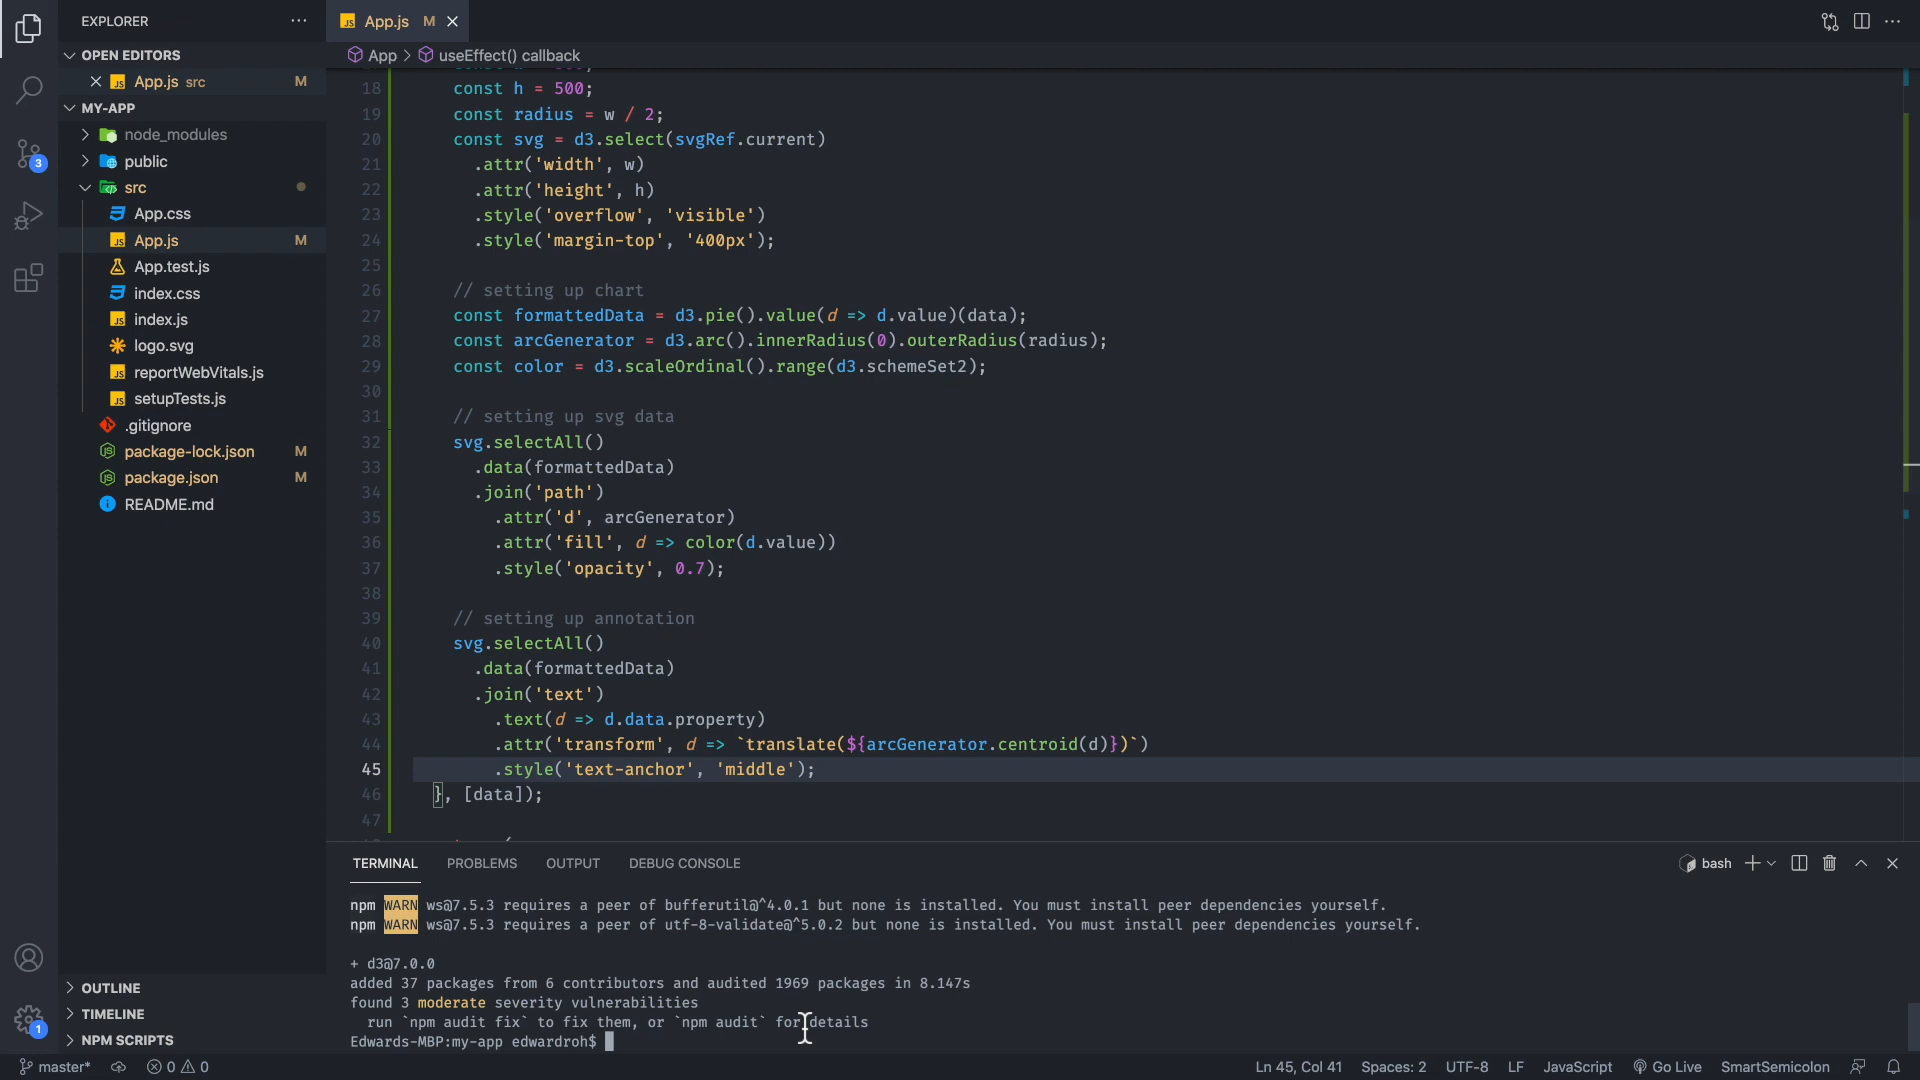 EXPLORER
OPEN EDITORS
App.js src M
MY-APP
node_modules
public
src
App.css
App.js M
App.test.js
index.css
index.js
logo.svg
reportWebVitals.js
setupTests.js
.gitignore
package-lock.json M
package.json M
README.md
OUTLINE
TIMELINE
NPM SCRIPTS
3
1
App.js M
App > useEffect() callback
18 const h = 500;
19 const radius = w / 2;
20 const svg = d3.select(svgRef.current)
21 .attr('width', w)
22 .attr('height', h)
23 .style('overflow', 'visible')
24 .style('margin-top', '400px');
25
26 // setting up chart
27 const formattedData = d3.pie().value(d => d.value)(data);
28 const arcGenerator = d3.arc().innerRadius(0).outerRadius(radius);
29 const color = d3.scaleOrdinal().range(d3.schemeSet2);
30
31 // setting up svg data
32 svg.selectAll()
33 .data(formattedData)
34 .join('path')
35 .attr('d', arcGenerator)
36 .attr('fill', d => color(d.value))
37 .style('opacity', 0.7);
38
39 // setting up annotation
40 svg.selectAll()
41 .data(formattedData)
42 .join('text')
43 .text(d => d.data.property)
44 .attr('transform', d => `translate(${arcGenerator.centroid(d)})`)
45 .style('text-anchor', 'middle');
46 }, [data]);
47
TERMINAL PROBLEMS OUTPUT DEBUG CONSOLE bash
npm WARN ws@7.5.3 requires a peer of bufferutil@^4.0.1 but none is installed. You must install peer dependencies yourself.
npm WARN ws@7.5.3 requires a peer of utf-8-validate@^5.0.2 but none is installed. You must install peer dependencies yourself.
+ d3@7.0.0
added 37 packages from 6 contributors and audited 1969 packages in 8.147s
found 3 moderate severity vulnerabilities
run `npm audit fix` to fix them, or `npm audit` for details
Edwards-MBP:my-app edwardroh$
master* 0 0 Ln 45, Col 41 Spaces: 2 UTF-8 LF JavaScript Go Live SmartSemicolon